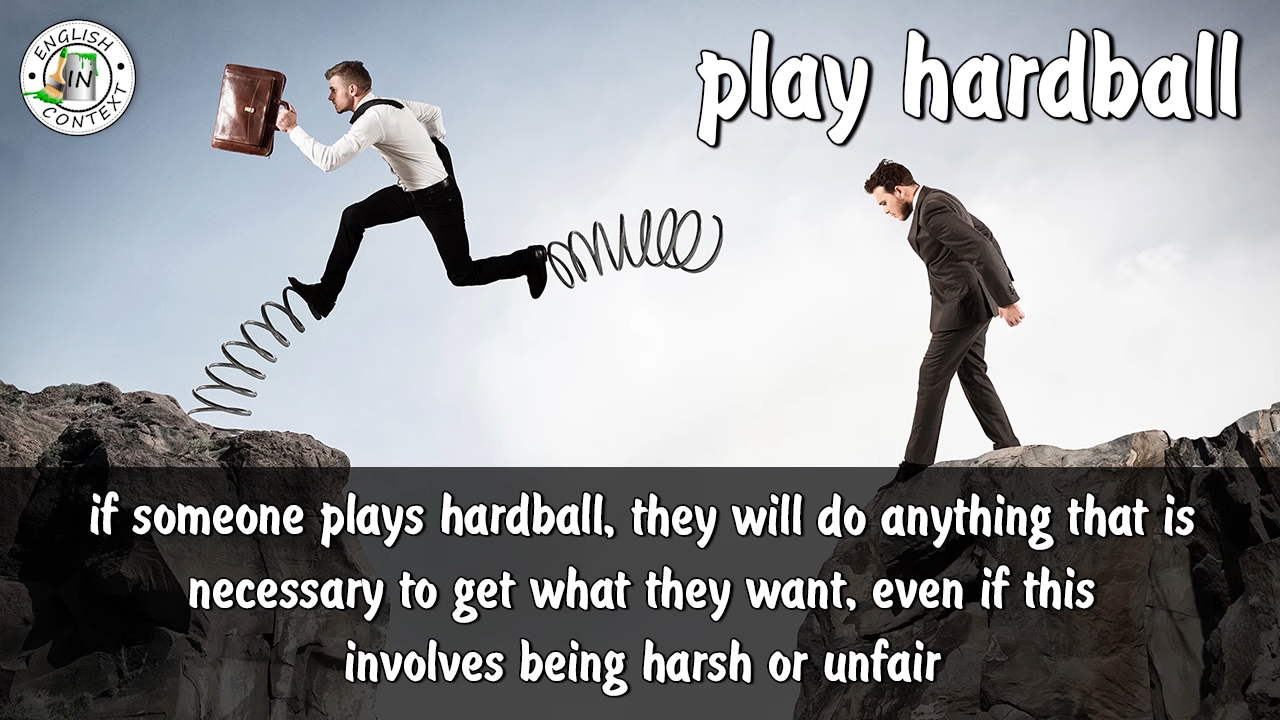 ENGLISH
IN
CONTEXT
play hardball
if someone plays hardball, they will do anything that is
necessary to get what they want, even if this
involves being harsh or unfair